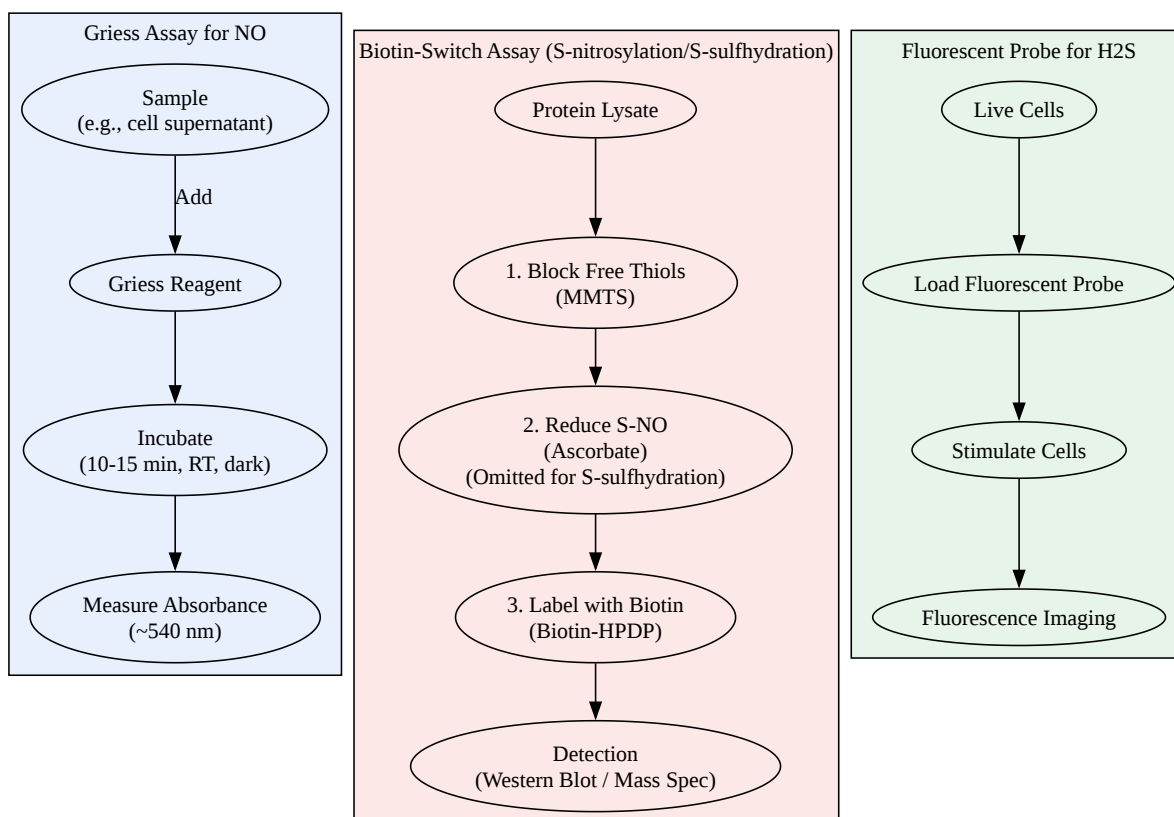 Griess Assay for NO
Sample
(e.g., cell supernatant)
Add
Griess Reagent
Incubate
(10-15 min, RT, dark)
Measure Absorbance
(~540 nm)
Biotin-Switch Assay (S-nitrosylation/S-sulfhydration)
Protein Lysate
1. Block Free Thiols
(MMTS)
2. Reduce S-NO
(Ascorbate)
(Omitted for S-sulfhydration)
3. Label with Biotin
(Biotin-HPDP)
Detection
(Western Blot / Mass Spec)
Fluorescent Probe for H2S
Live Cells
Load Fluorescent Probe
Stimulate Cells
Fluorescence Imaging